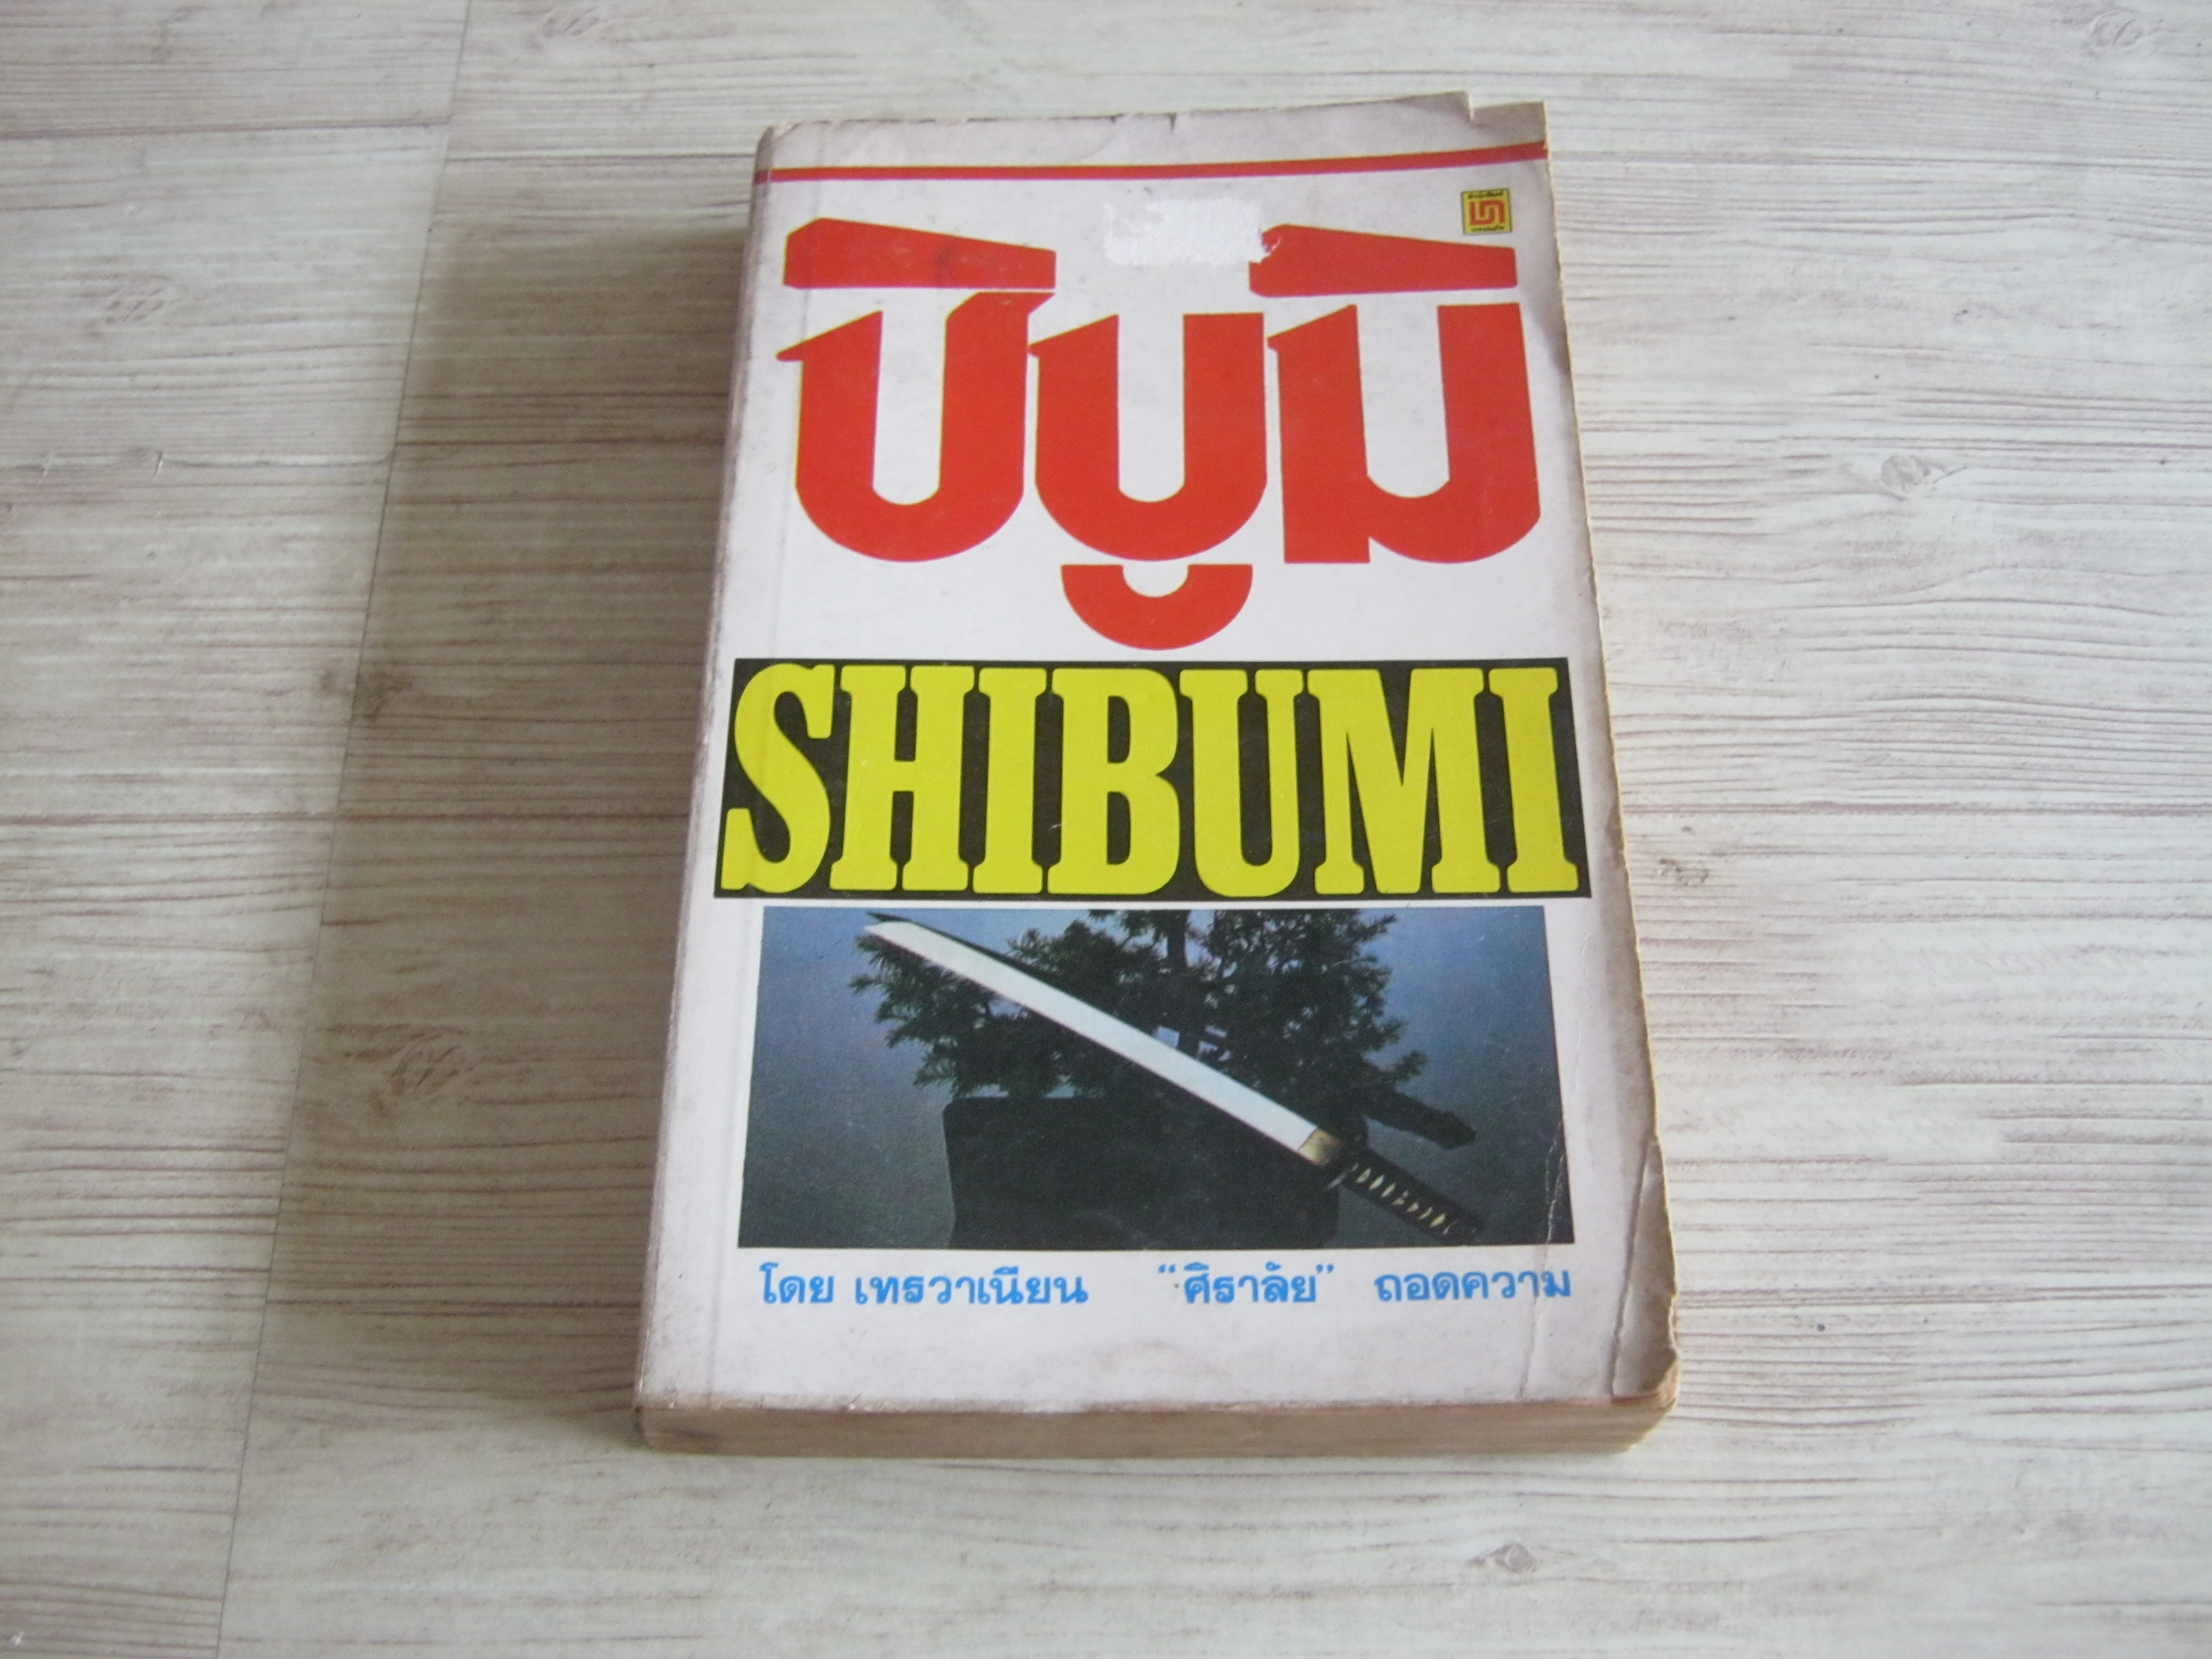 ชิบูมิ
SHIBUMI
โดย เทรวาเนียน “ศิราลัย” ถอดความ